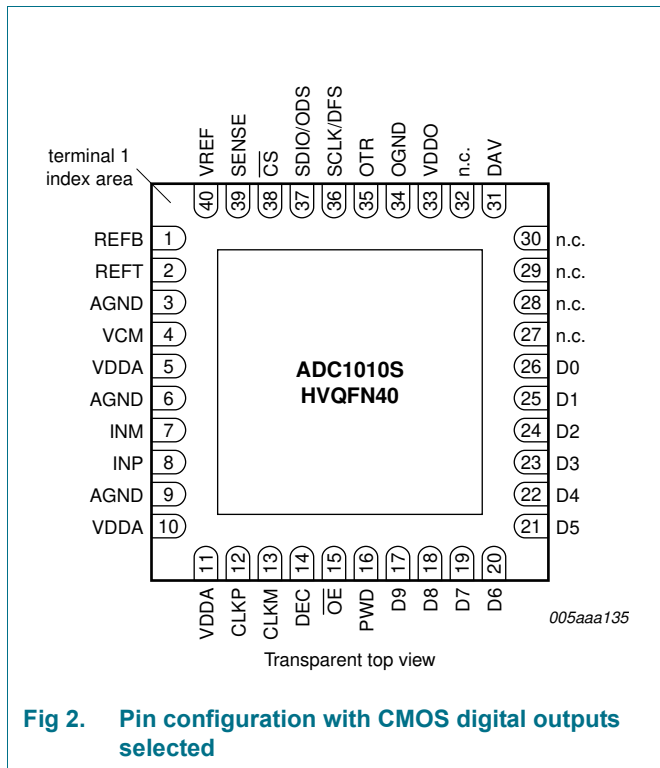 terminal 1
index area
40 VREF
39 SENSE
38 C̅S̅
37 SDIO/ODS
36 SCLK/DFS
35 OTR
34 OGND
33 VDDO
32 n.c.
31 DAV
REFB 1
REFT 2
AGND 3
VCM 4
VDDA 5
AGND 6
INM 7
INP 8
AGND 9
VDDA 10
ADC1010S
HVQFN40
30 n.c.
29 n.c.
28 n.c.
27 n.c.
26 D0
25 D1
24 D2
23 D3
22 D4
21 D5
VDDA 11
CLKP 12
CLKM 13
DEC 14
O̅E̅ 15
PWD 16
D9 17
D8 18
D7 19
D6 20
005aaa135
Transparent top view
Fig 2. Pin configuration with CMOS digital outputs
selected